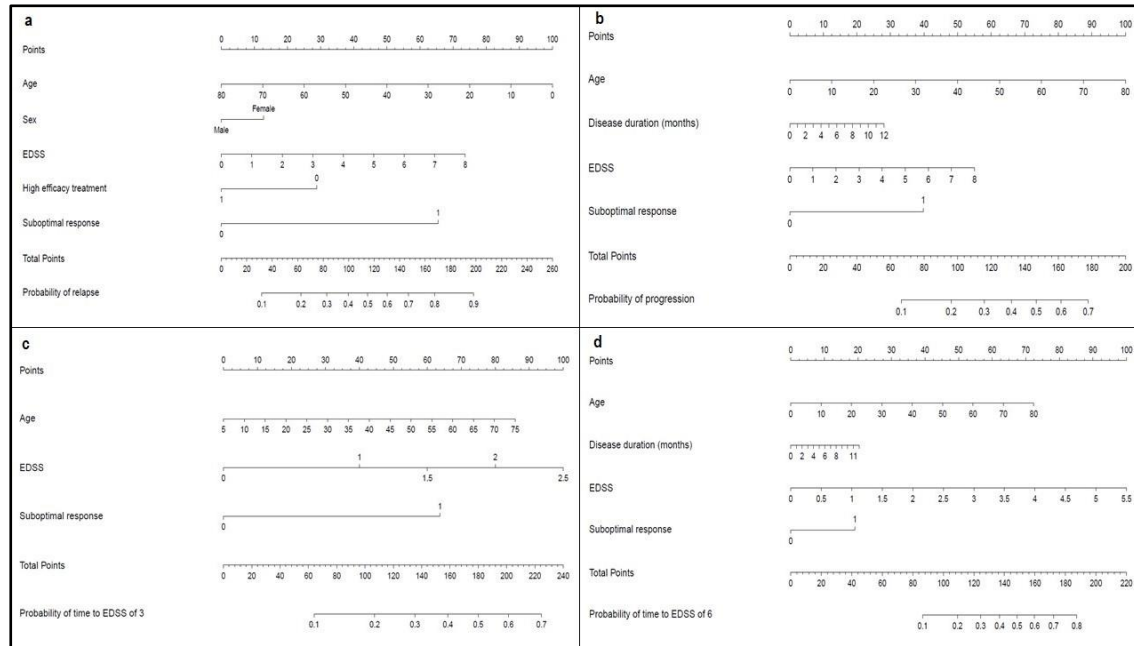 a
0 10 20 30 40 50 60 70 80 90 100
Points
Age
80 70 60 50 40 30 20 10 0
Female
Sex
Male
EDSS
0 1 2 3 4 5 6 7 8
0
High efficacy treatment
1
1
Suboptimal response
0
Total Points
0 20 40 60 80 100 120 140 160 180 200 220 240 260
Probability of relapse
0.1 0.2 0.3 0.4 0.5 0.6 0.7 0.8 0.9
b
0 10 20 30 40 50 60 70 80 90 100
Points
Age
0 10 20 30 40 50 60 70 80
Disease duration (months)
0 2 4 6 8 10 12
EDSS
0 1 2 3 4 5 6 7 8
1
Suboptimal response
0
Total Points
0 20 40 60 80 100 120 140 160 180 200
Probability of progression
0.1 0.2 0.3 0.4 0.5 0.6 0.7
c
0 10 20 30 40 50 60 70 80 90 100
Points
Age
5 10 15 20 25 30 35 40 45 50 55 60 65 70 75
1 2
EDSS
0 1.5 2.5
1
Suboptimal response
0
Total Points
0 20 40 60 80 100 120 140 160 180 200 220 240
Probability of time to EDSS of 3
0.1 0.2 0.3 0.4 0.5 0.6 0.7
d
0 10 20 30 40 50 60 70 80 90 100
Points
Age
0 10 20 30 40 50 60 70 80
Disease duration (months)
0 2 4 6 8 11
EDSS
0 0.5 1 1.5 2 2.5 3 3.5 4 4.5 5 5.5
1
Suboptimal response
0
Total Points
0 20 40 60 80 100 120 140 160 180 200 220
Probability of time to EDSS of 6
0.1 0.2 0.3 0.4 0.5 0.6 0.7 0.8